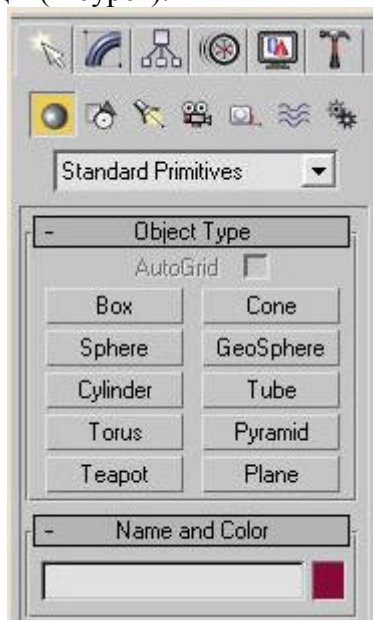 Standard Primitives
- Object Type
AutoGrid
Box Cone
Sphere GeoSphere
Cylinder Tube
Torus Pyramid
Teapot Plane
- Name and Color